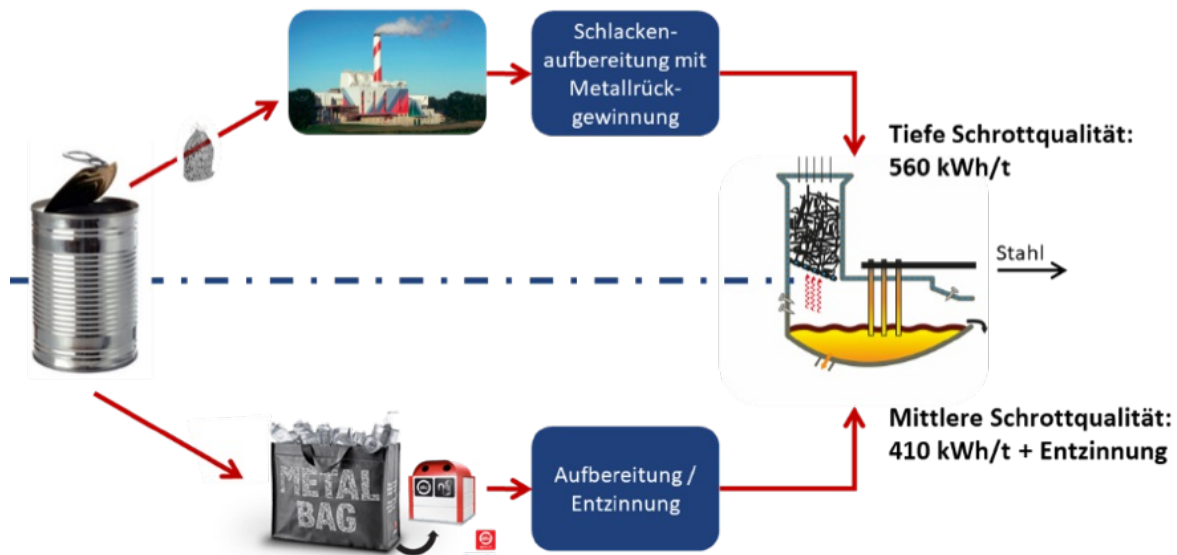 Schlacken-
aufbereitung mit
Metallrück-
gewinnung
Tiefe Schrottqualität:
560 kWh/t
Stahl
METAL
BAG
Aufbereitung /
Entzinnung
Mittlere Schrottqualität:
410 kWh/t + Entzinnung